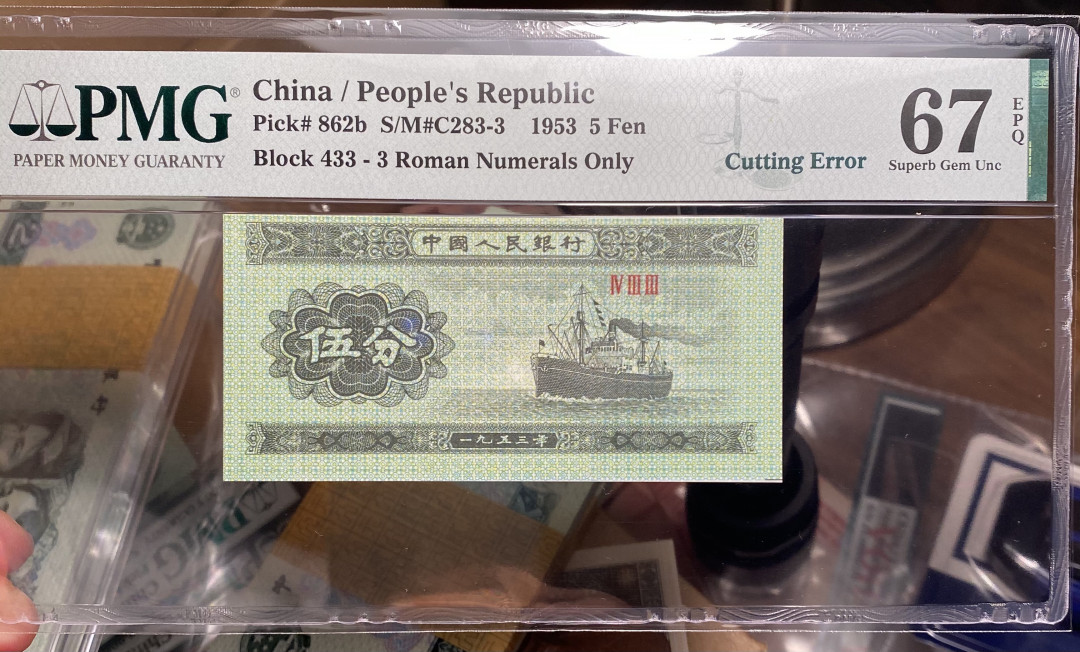 PMG®
PAPER MONEY GUARANTY
China / People's Republic
Pick# 862b S/M#C283-3 1953 5 Fen
Block 433 - 3 Roman Numerals Only
Cutting Error
67
EPQ
Superb Gem Unc
中國人民銀行
Ⅳ Ⅲ Ⅲ
伍分
一九五三年